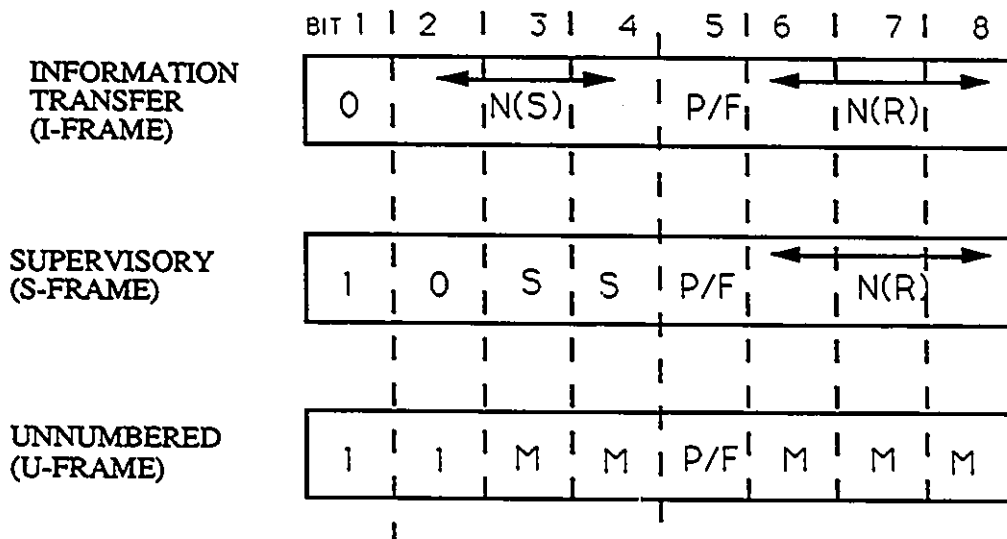 BIT 1 2 3 4 5 6 7 8
INFORMATION
TRANSFER
(I-FRAME)
0 N(S) P/F N(R)
SUPERVISORY
(S-FRAME)
1 0 S S P/F N(R)
UNNUMBERED
(U-FRAME)
1 1 M M P/F M M M